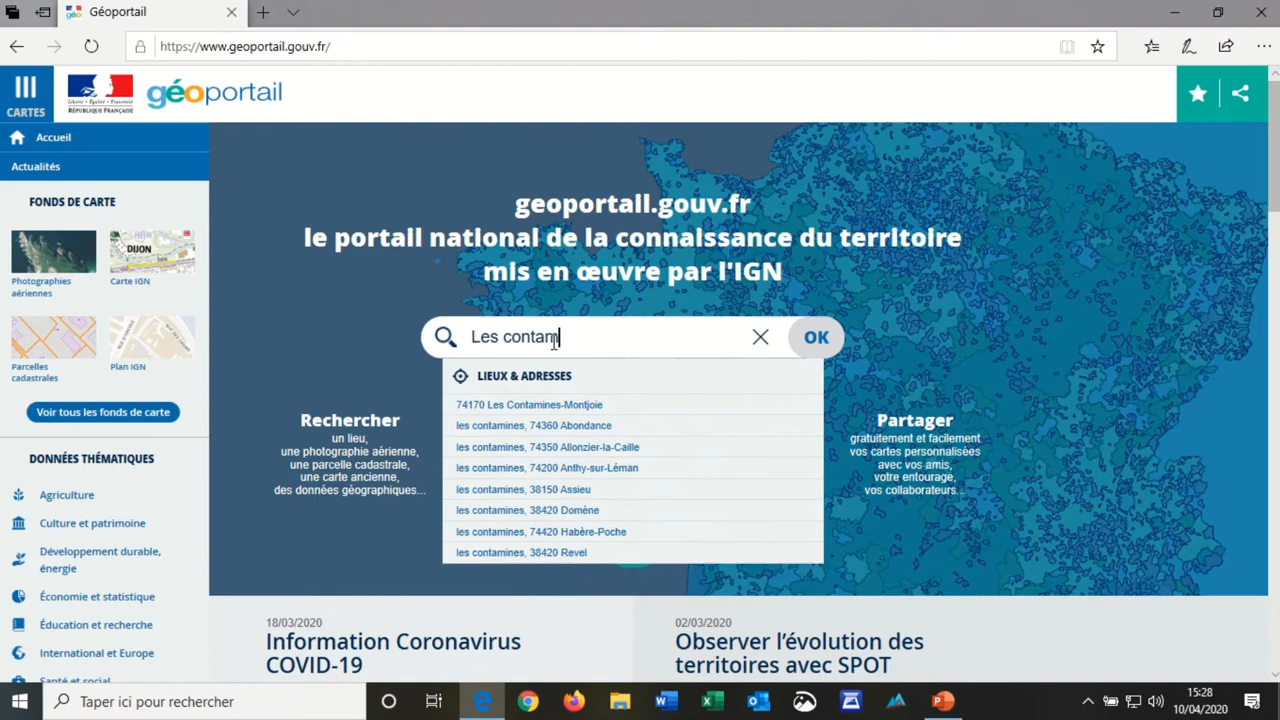 Géoportail
https://www.geoportail.gouv.fr/
CARTES
Liberté • Égalité • Fraternité
RÉPUBLIQUE FRANÇAISE
géoportail
Accueil
Actualités
FONDS DE CARTE
DIJON
Photographies
aériennes
Carte IGN
Parcelles
cadastrales
Plan IGN
Voir tous les fonds de carte
DONNÉES THÉMATIQUES
Agriculture
Culture et patrimoine
Développement durable,
énergie
Économie et statistique
Éducation et recherche
International et Europe
Santé et social
geoportail.gouv.fr
le portail national de la connaissance du territoire
mis en œuvre par l'IGN
Les contam
OK
LIEUX & ADRESSES
74170 Les Contamines-Montjoie
les contamines, 74360 Abondance
les contamines, 74350 Allonzier-la-Caille
les contamines, 74200 Anthy-sur-Léman
les contamines, 38150 Assieu
les contamines, 38420 Domène
les contamines, 74420 Habère-Poche
les contamines, 38420 Revel
Rechercher
un lieu,
une photographie aérienne,
une parcelle cadastrale,
une carte ancienne,
des données géographiques...
Partager
gratuitement et facilement
vos cartes personnalisées
avec vos amis,
votre entourage,
vos collaborateurs...
18/03/2020
Information Coronavirus
COVID-19
02/03/2020
Observer l'évolution des
territoires avec SPOT
Taper ici pour rechercher
15:28
10/04/2020